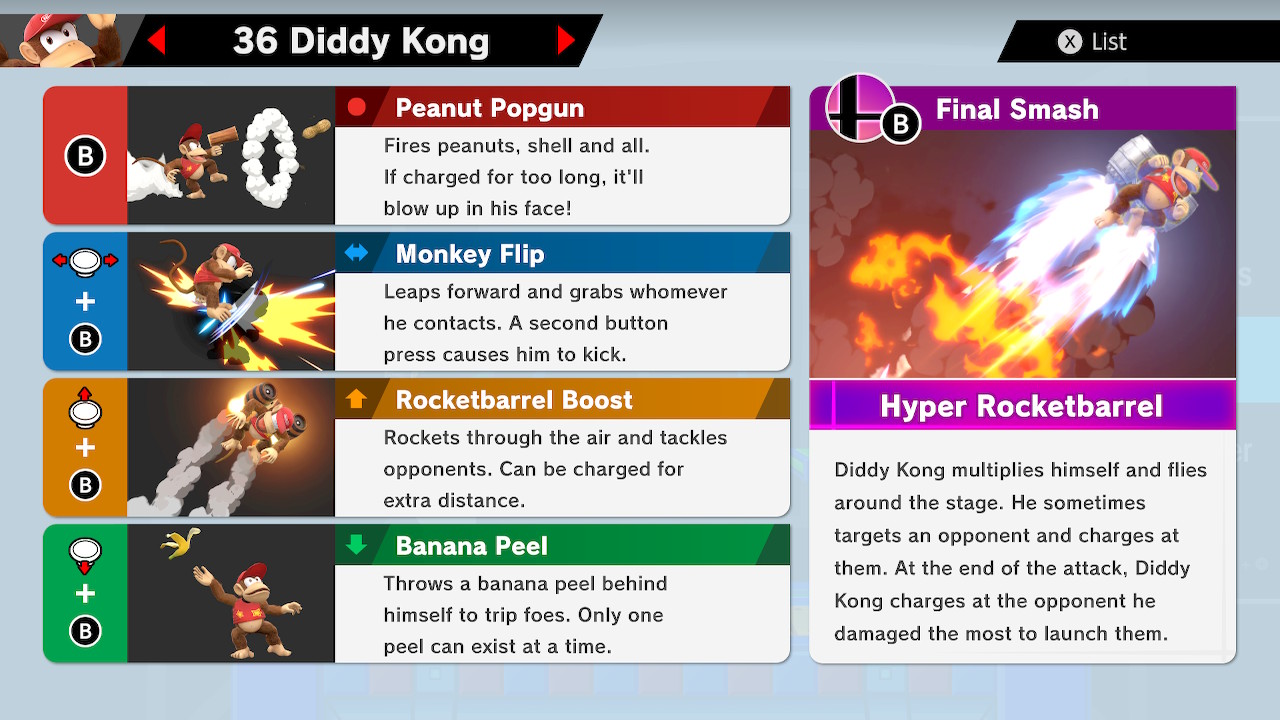 36 Diddy Kong
X List
B
Peanut Popgun
Fires peanuts, shell and all.
If charged for too long, it'll
blow up in his face!
+
B
Monkey Flip
Leaps forward and grabs whomever
he contacts. A second button
press causes him to kick.
+
B
Rocketbarrel Boost
Rockets through the air and tackles
opponents. Can be charged for
extra distance.
+
B
Banana Peel
Throws a banana peel behind
himself to trip foes. Only one
peel can exist at a time.
B
Final Smash
Hyper Rocketbarrel
Diddy Kong multiplies himself and flies
around the stage. He sometimes
targets an opponent and charges at
them. At the end of the attack, Diddy
Kong charges at the opponent he
damaged the most to launch them.